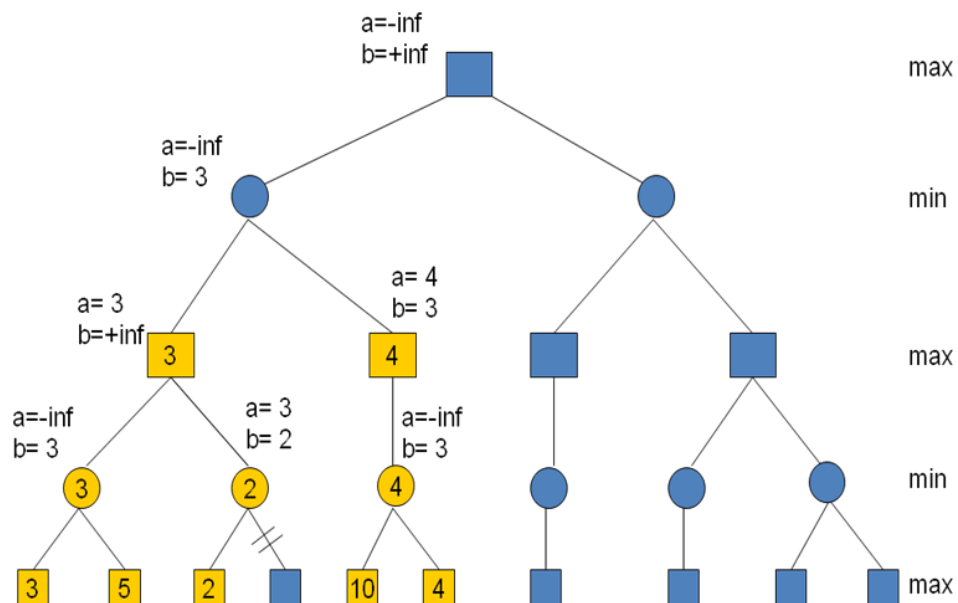 a=-inf
b=+inf
max
a=-inf
b= 3
min
a= 4
b= 3
a= 3
b=+inf
3
4
max
a=-inf
b= 3
a= 3
b= 2
a=-inf
b= 3
3
2
4
min
3
5
2
10
4
max